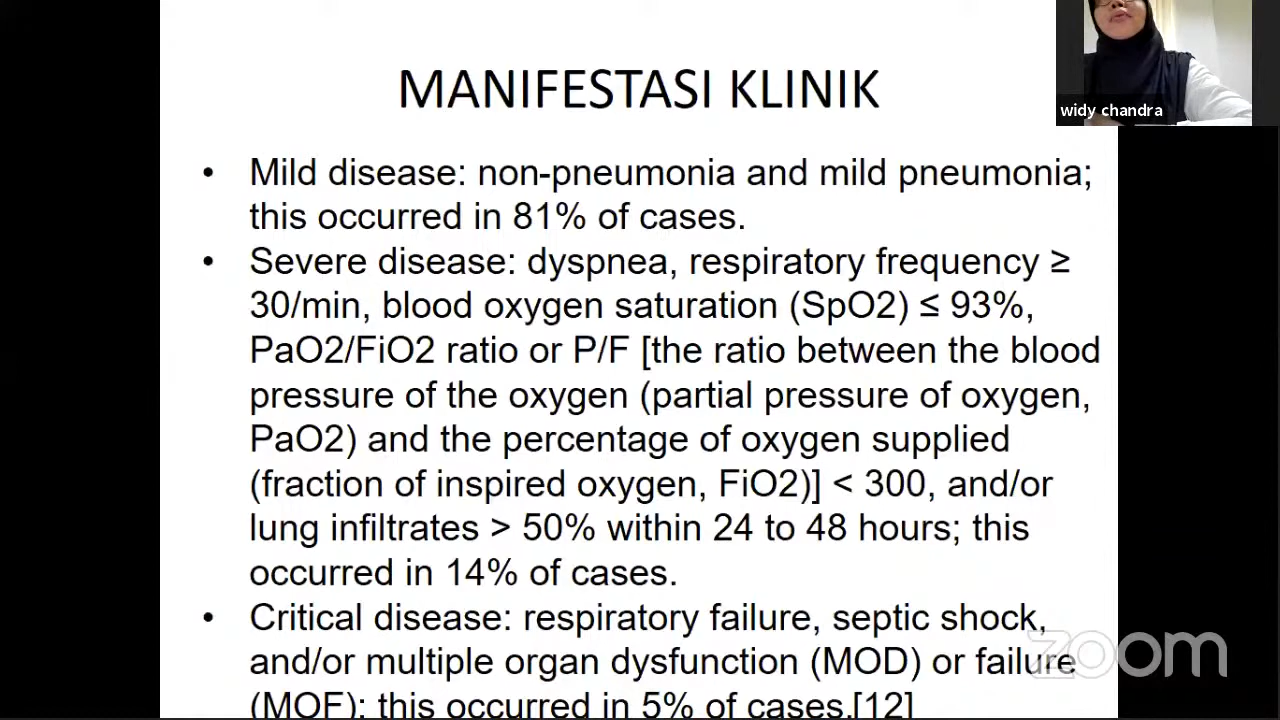 MANIFESTASI KLINIK
widy chandra
• Mild disease: non-pneumonia and mild pneumonia;
this occurred in 81% of cases.
• Severe disease: dyspnea, respiratory frequency ≥
30/min, blood oxygen saturation (SpO2) ≤ 93%,
PaO2/FiO2 ratio or P/F [the ratio between the blood
pressure of the oxygen (partial pressure of oxygen,
PaO2) and the percentage of oxygen supplied
(fraction of inspired oxygen, FiO2)] < 300, and/or
lung infiltrates > 50% within 24 to 48 hours; this
occurred in 14% of cases.
• Critical disease: respiratory failure, septic shock,
and/or multiple organ dysfunction (MOD) or failure
(MOF); this occurred in 5% of cases.[12]
zoom